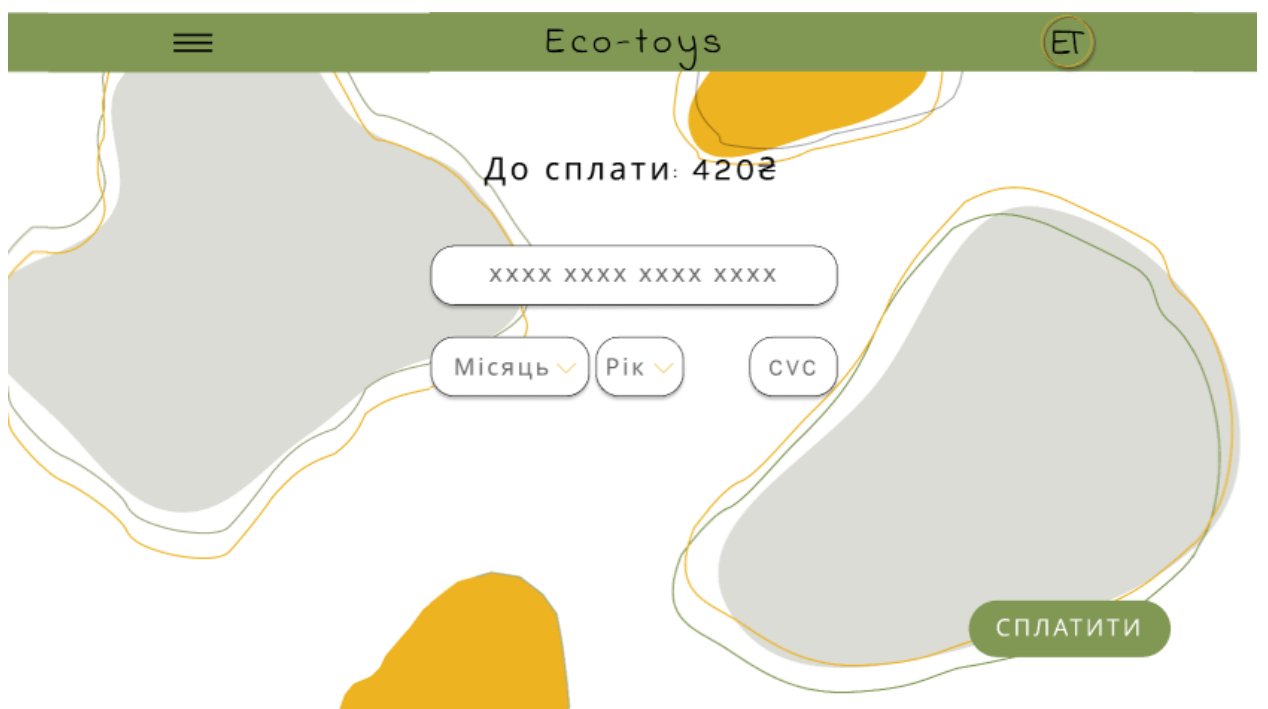 Eco-toys
ET
До сплати: 420₴
xxxx xxxx xxxx xxxx
Місяць
Рік
CVC
СПЛАТИТИ